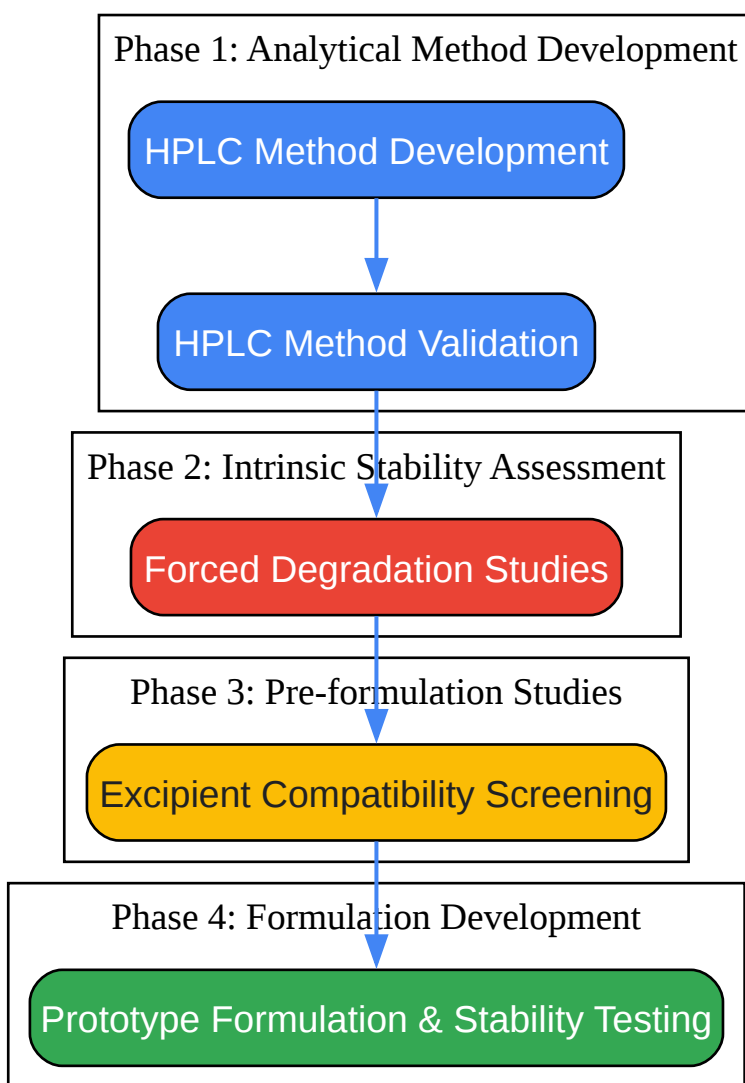 Phase 1: Analytical Method Development
HPLC Method Development
HPLC Method Validation
Phase 2: Intrinsic Stability Assessment
Forced Degradation Studies
Phase 3: Pre-formulation Studies
Excipient Compatibility Screening
Phase 4: Formulation Development
Prototype Formulation & Stability Testing